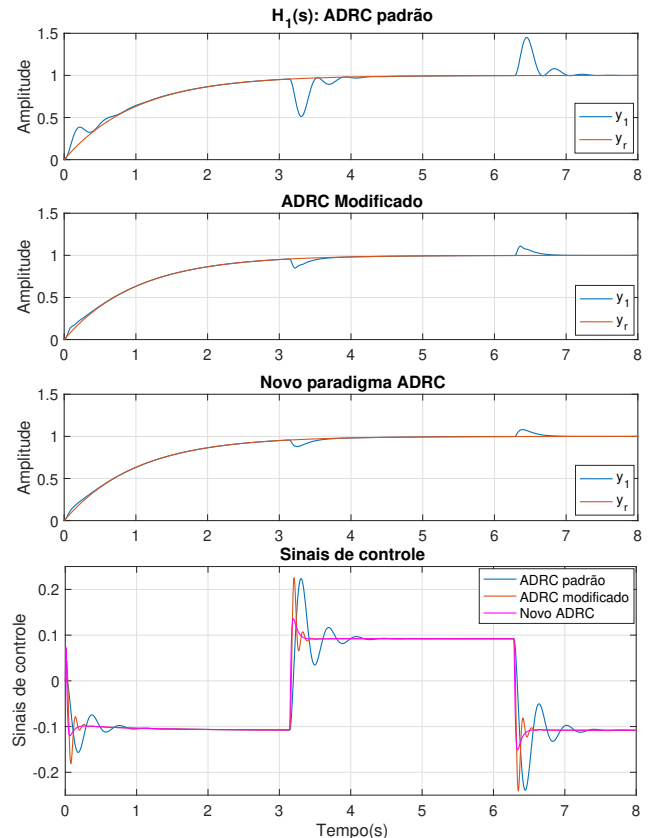 H₁(s): ADRC padrão
Amplitude
1.5
1
0.5
0
0 1 2 3 4 5 6 7 8
y₁
yᵣ
ADRC Modificado
Amplitude
1.5
1
0.5
0
0 1 2 3 4 5 6 7 8
y₁
yᵣ
Novo paradigma ADRC
Amplitude
1.5
1
0.5
0
0 1 2 3 4 5 6 7 8
y₁
yᵣ
Sinais de controle
Sinais de controle
0.2
0.1
0
-0.1
-0.2
0 1 2 3 4 5 6 7 8
Tempo(s)
ADRC padrão
ADRC modificado
Novo ADRC